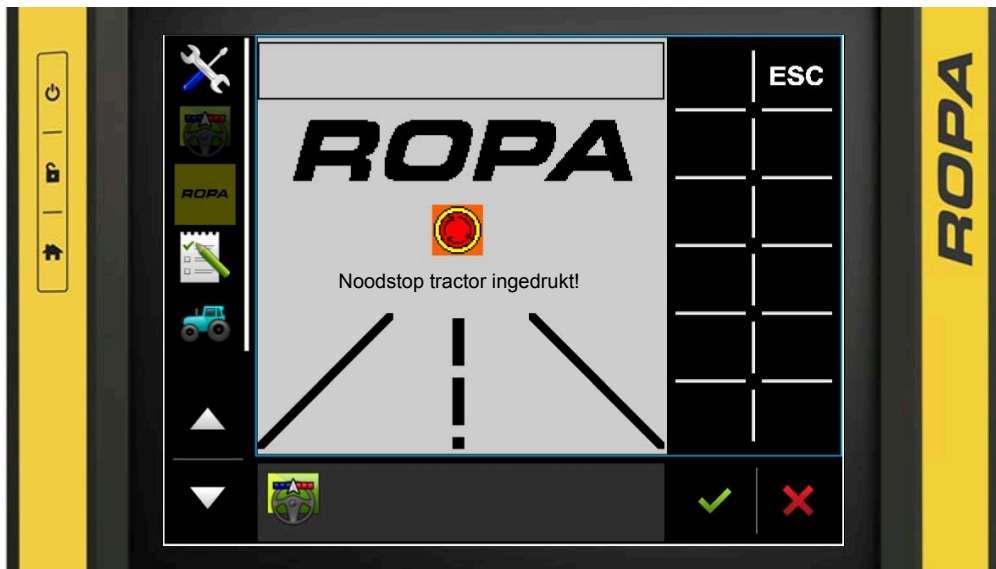 ESC
ROPA
ROPA
Noodstop tractor ingedrukt!
ROPA